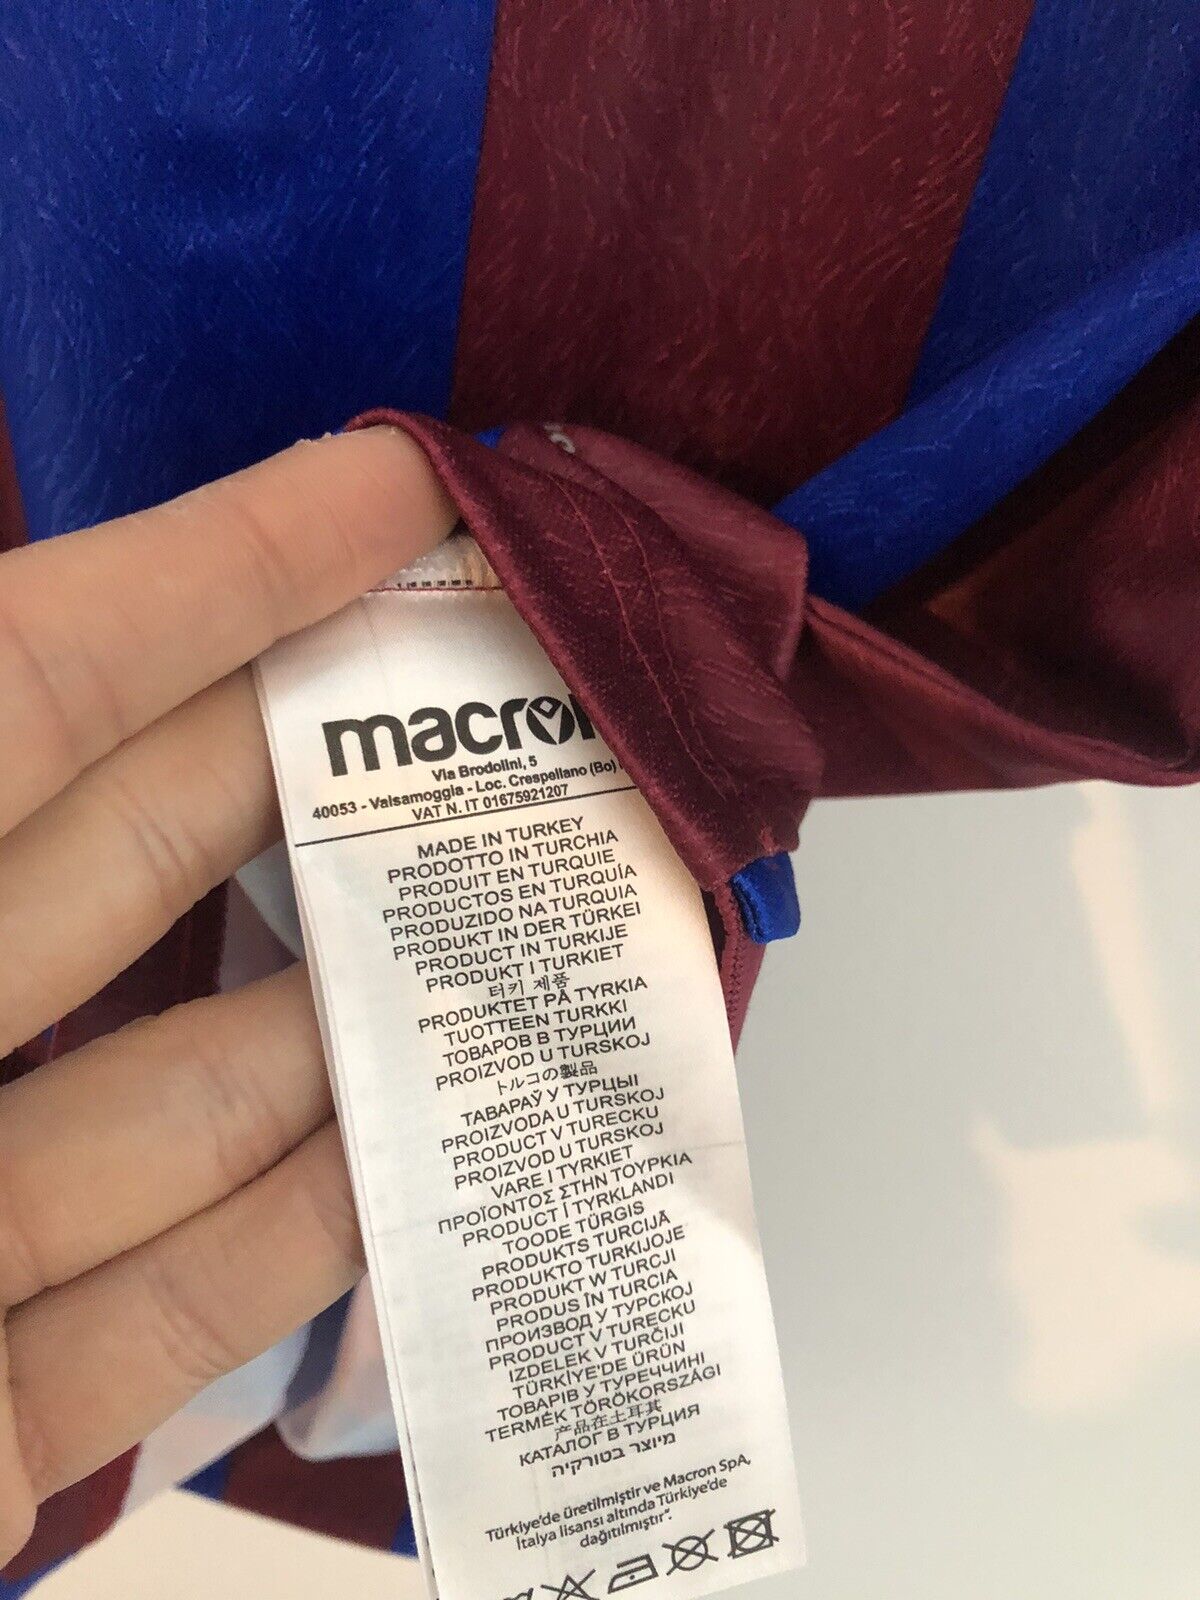 macron
Via Brodolini, 5
40053 - Valsamoggia - Loc. Crespellano (Bo)
VAT N. IT 01675921207
MADE IN TURKEY
PRODOTTO IN TURCHIA
PRODUIT EN TURQUIE
PRODUCTOS EN TURQUÍA
PRODUZIDO NA TURQUIA
PRODUKT IN DER TÜRKEI
PRODUCT IN TURKIJE
PRODUKT I TURKIET
터키 제품
PRODUKTET PÅ TYRKIA
TUOTTEEN TURKKI
ТОВАРОВ В ТУРЦИИ
PROIZVOD U TURSKOJ
トルコの製品
ТАВАРАЎ У ТУРЦЫІ
PROIZVODA U TURSKOJ
PRODUCT V TURECKU
PROIZVOD U TURSKOJ
VARE I TYRKIET
ΠΡΟΪΟΝΤΟΣ ΣΤΗΝ ΤΟΥΡΚΙΑ
PRODUCT Í TYRKLANDI
TOODE TÜRGIS
PRODUKTS TURCIJĀ
PRODUKTO TURKIJOJE
PRODUKT W TURCJI
PRODUS ÎN TURCIA
ПРОИЗВОД У ТУРСКОЈ
PRODUCT V TURECKU
IZDELEK V TURČIJI
TÜRKİYE'DE ÜRÜN
ТОВАРІВ У ТУРЕЧЧИНІ
TERMÉK TÖRÖKORSZÁGI
产品在土耳其
КАТАЛОГ В ТУРЦИЯ
מיוצר בטורקיה
Türkiye'de üretilmiştir ve Macron SpA,
İtalya lisansı altında Türkiye'de
dağıtılmıştır".